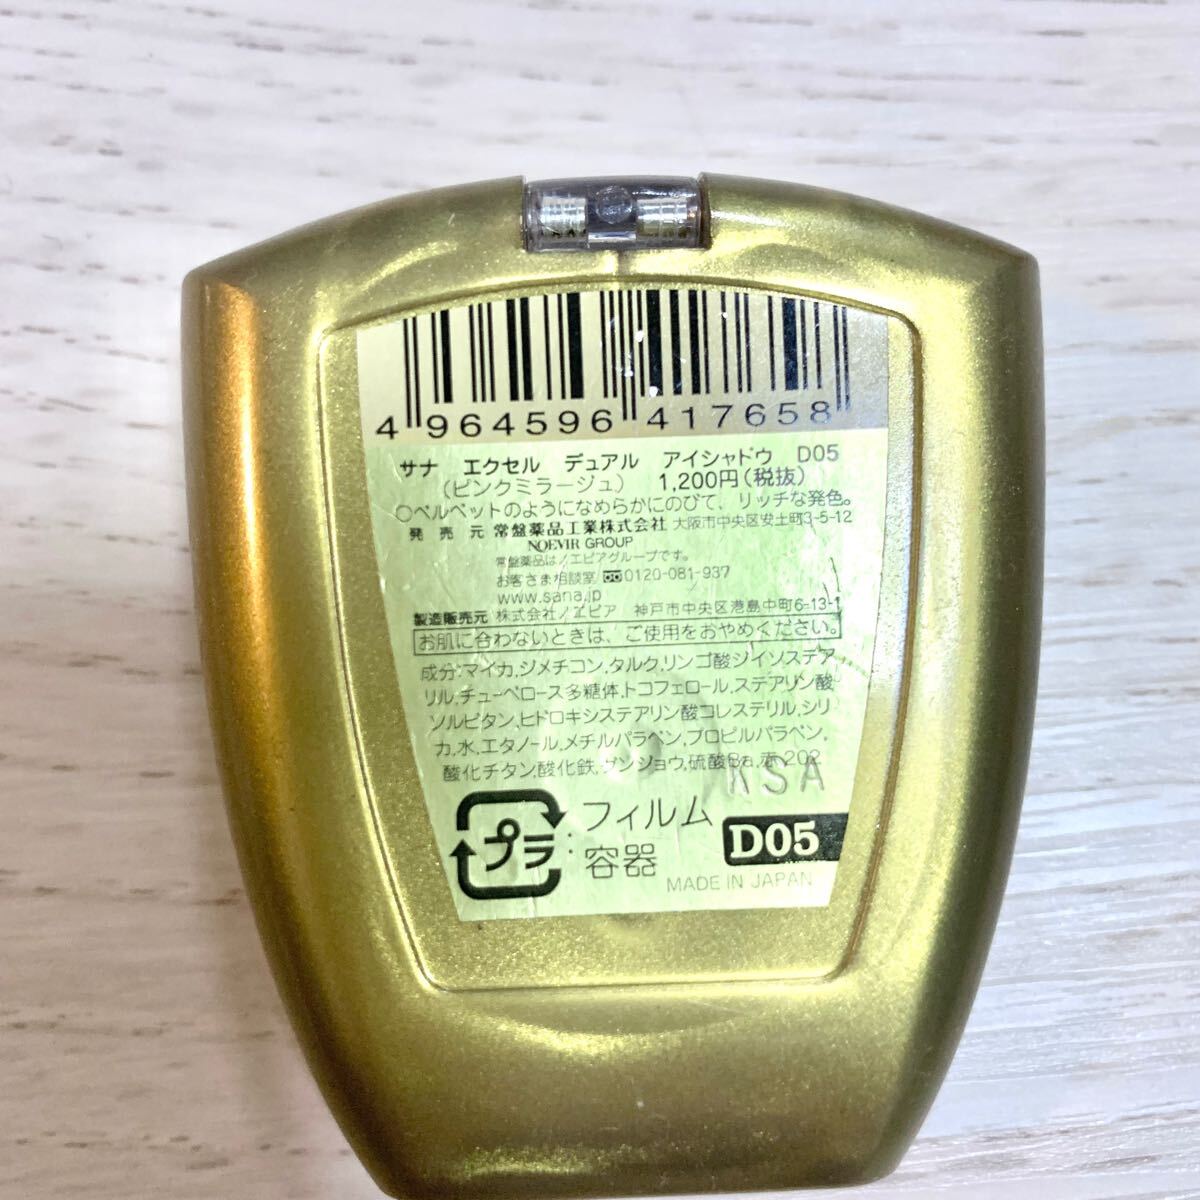 4 964596 417658
サナ エクセル デュアル アイシャドウ D05
（ピンクミラージュ） 1,200円(税抜)
○ベルベットのようになめらかにのびて、リッチな発色。
発売元 常盤薬品工業株式会社 大阪市中央区安土町3-5-12
NOEVIR GROUP
常盤薬品はノエビアグループです。
お客さま相談室 0120-081-937
www.sana.jp
製造販売元 株式会社ノエビア 神戸市中央区港島中町6-13-1
お肌に合わないときは、ご使用をおやめください。
成分:マイカ,ジメチコン,タルク,リンゴ酸ジイソステア
リル,チューベロース多糖体,トコフェロール,ステアリン酸
ソルビタン,ヒドロキシステアリン酸コレステリル,シリ
カ,水,エタノール,メチルパラベン,プロピルパラベン,
酸化チタン,酸化鉄,グンジョウ,硫酸Ba,赤202
KSA
プラ :フィルム
容器
D05
MADE IN JAPAN